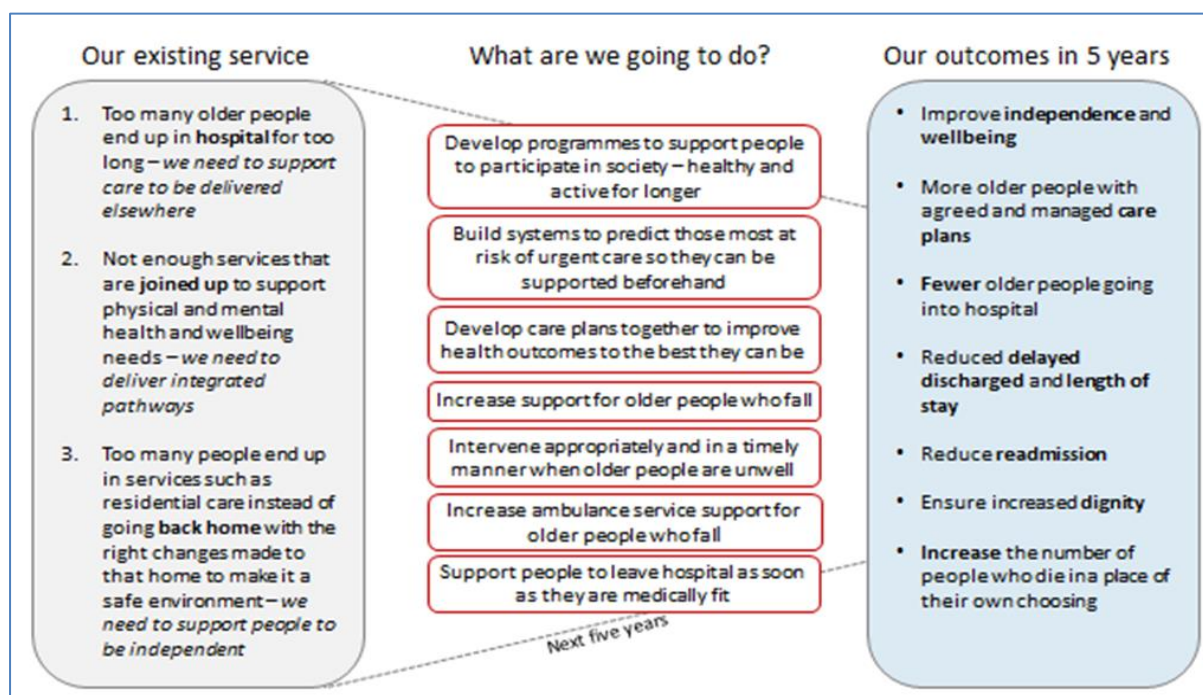 Our existing service
1. Too many older people
end up in hospital for too
long – we need to support
care to be delivered
elsewhere
2. Not enough services that
are joined up to support
physical and mental
health and wellbeing
needs – we need to
deliver integrated
pathways
3. Too many people end up
in services such as
residential care instead of
going back home with the
right changes made to
that home to make it a
safe environment – we
need to support people to
be independent
What are we going to do?
Develop programmes to support people
to participate in society – healthy and
active for longer
Build systems to predict those most at
risk of urgent care so they can be
supported beforehand
Develop care plans together to improve
health outcomes to the best they can be
Increase support for older people who fall
Intervene appropriately and in a timely
manner when older people are unwell
Increase ambulance service support for
older people who fall
Support people to leave hospital as soon
as they are medically fit
Next five years
Our outcomes in 5 years
• Improve independence and
wellbeing
• More older people with
agreed and managed care
plans
• Fewer older people going
into hospital
• Reduced delayed
discharged and length of
stay
• Reduce readmission
• Ensure increased dignity
• Increase the number of
people who die in a place of
their own choosing